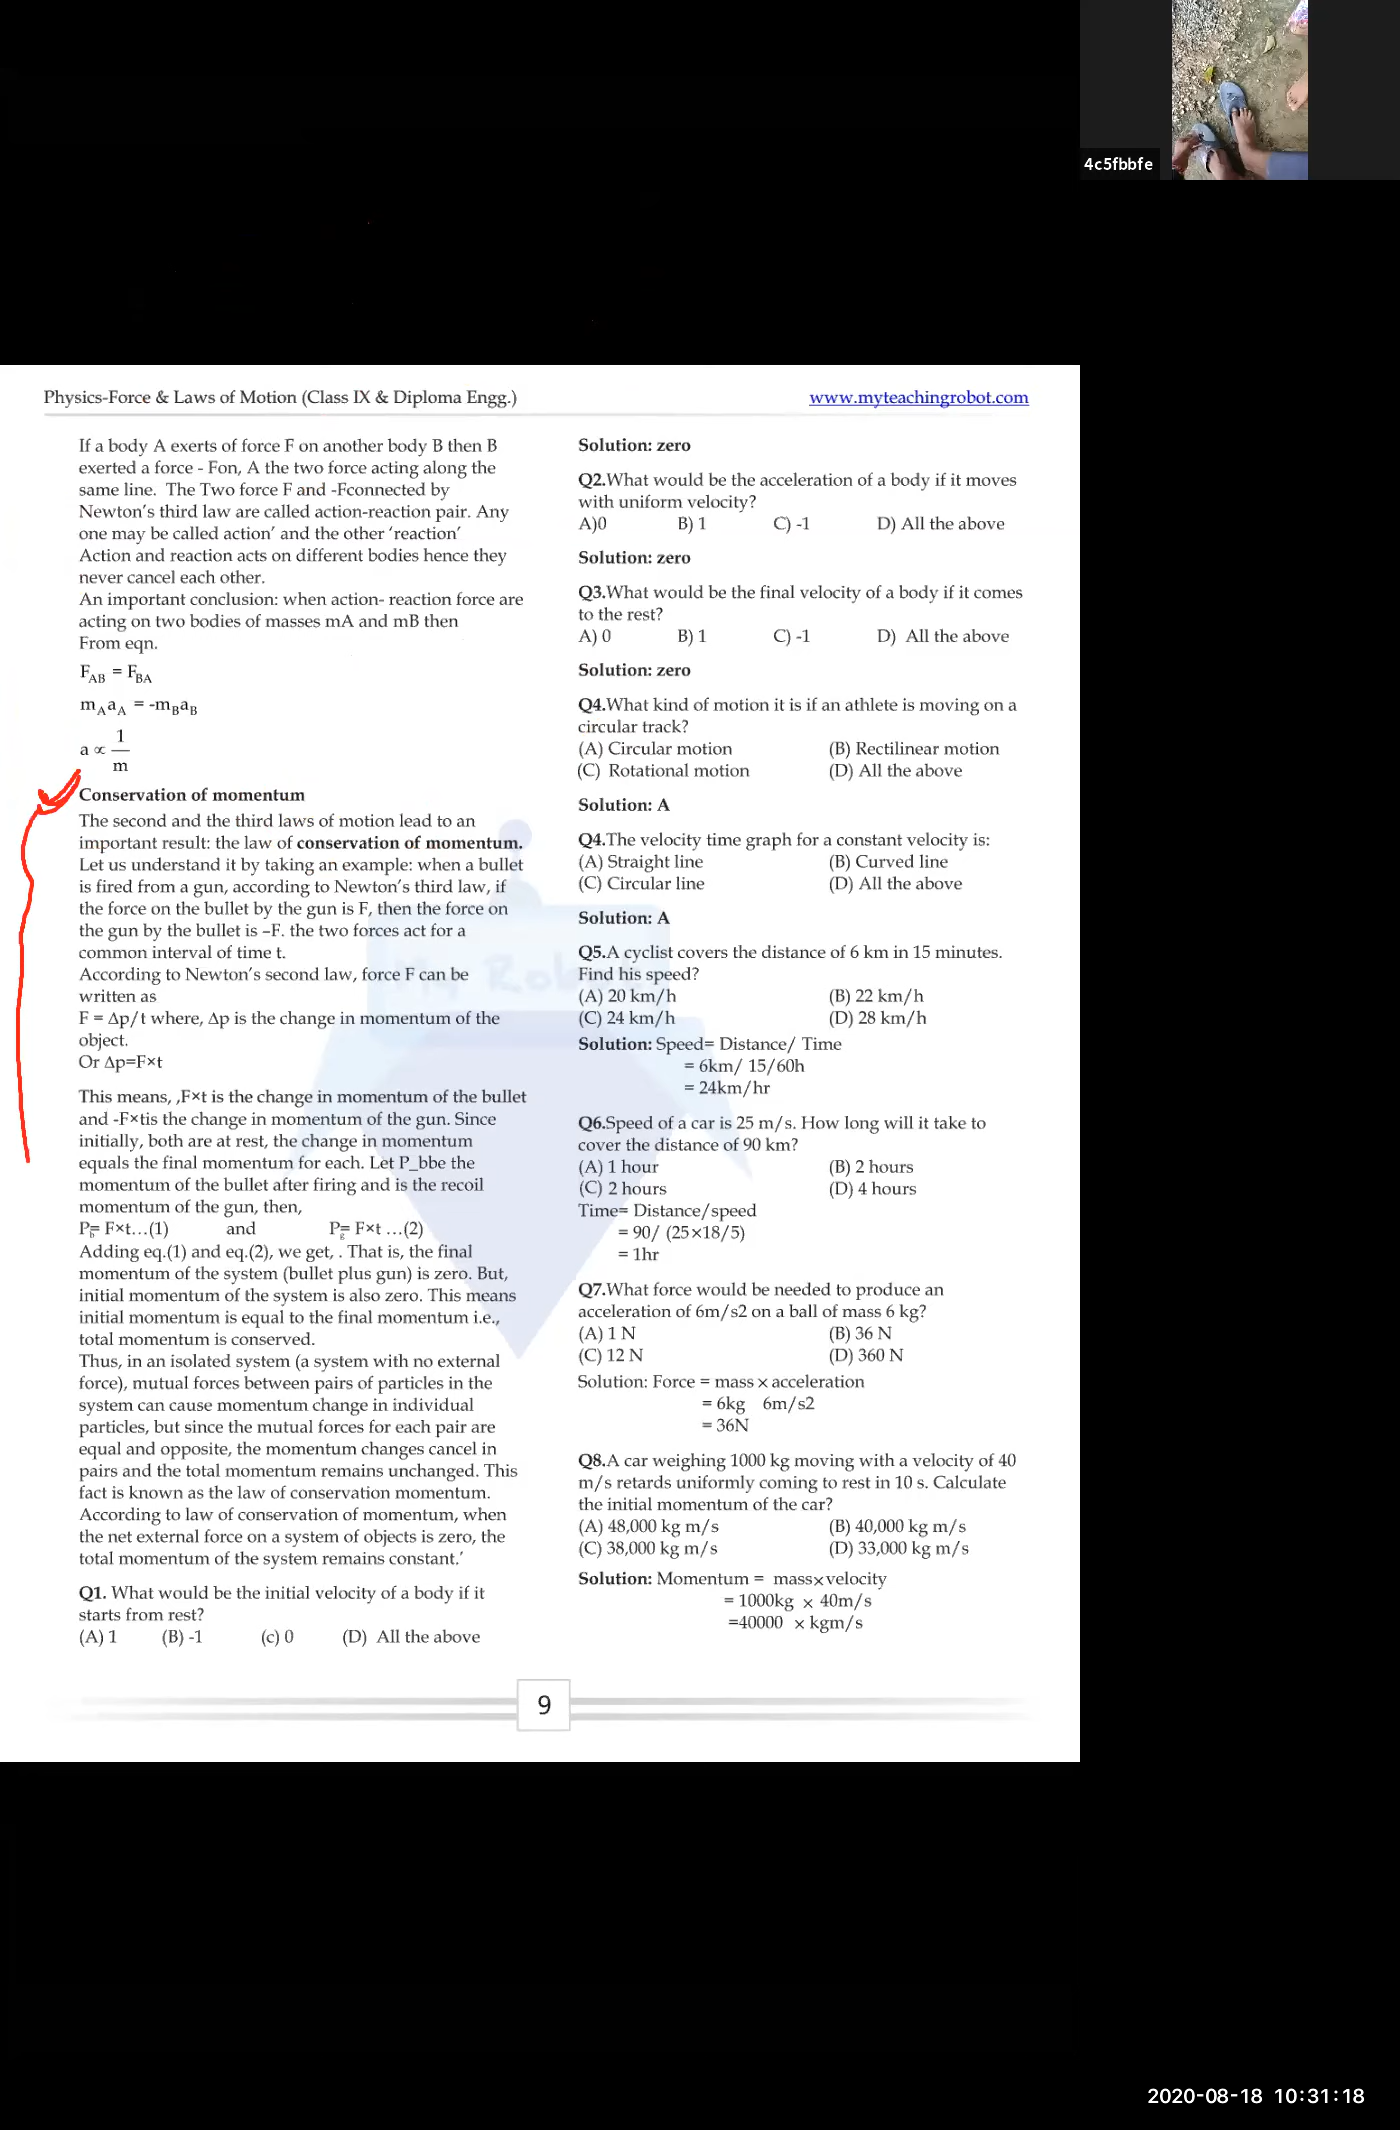 4c5fbbfe
Physics-Force & Laws of Motion (Class IX & Diploma Engg.)
www.myteachingrobot.com
If a body A exerts of force F on another body B then B
exerted a force - Fon, A the two force acting along the
same line. The Two force F and -Fconnected by
Newton's third law are called action-reaction pair. Any
one may be called action' and the other 'reaction'
Action and reaction acts on different bodies hence they
never cancel each other.
An important conclusion: when action- reaction force are
acting on two bodies of masses mA and mB then
From eqn.
F_AB = F_BA
m_A a_A = -m_B a_B
a ∝ 1/m
Conservation of momentum
The second and the third laws of motion lead to an
important result: the law of conservation of momentum.
Let us understand it by taking an example: when a bullet
is fired from a gun, according to Newton's third law, if
the force on the bullet by the gun is F, then the force on
the gun by the bullet is –F. the two forces act for a
common interval of time t.
According to Newton's second law, force F can be
written as
F = Δp/t where, Δp is the change in momentum of the
object.
Or Δp=F×t
This means, ,F×t is the change in momentum of the bullet
and -F×tis the change in momentum of the gun. Since
initially, both are at rest, the change in momentum
equals the final momentum for each. Let P_bbe the
momentum of the bullet after firing and is the recoil
momentum of the gun, then,
P_b= F×t…(1) and P_g= F×t …(2)
Adding eq.(1) and eq.(2), we get, . That is, the final
momentum of the system (bullet plus gun) is zero. But,
initial momentum of the system is also zero. This means
initial momentum is equal to the final momentum i.e.,
total momentum is conserved.
Thus, in an isolated system (a system with no external
force), mutual forces between pairs of particles in the
system can cause momentum change in individual
particles, but since the mutual forces for each pair are
equal and opposite, the momentum changes cancel in
pairs and the total momentum remains unchanged. This
fact is known as the law of conservation momentum.
According to law of conservation of momentum, when
the net external force on a system of objects is zero, the
total momentum of the system remains constant.'
Q1. What would be the initial velocity of a body if it
starts from rest?
(A) 1 (B) -1 (c) 0 (D) All the above
Solution: zero
Q2.What would be the acceleration of a body if it moves
with uniform velocity?
A)0 B) 1 C) -1 D) All the above
Solution: zero
Q3.What would be the final velocity of a body if it comes
to the rest?
A) 0 B) 1 C) -1 D) All the above
Solution: zero
Q4.What kind of motion it is if an athlete is moving on a
circular track?
(A) Circular motion (B) Rectilinear motion
(C) Rotational motion (D) All the above
Solution: A
Q4.The velocity time graph for a constant velocity is:
(A) Straight line (B) Curved line
(C) Circular line (D) All the above
Solution: A
Q5.A cyclist covers the distance of 6 km in 15 minutes.
Find his speed?
(A) 20 km/h (B) 22 km/h
(C) 24 km/h (D) 28 km/h
Solution: Speed= Distance/ Time
= 6km/ 15/60h
= 24km/hr
Q6.Speed of a car is 25 m/s. How long will it take to
cover the distance of 90 km?
(A) 1 hour (B) 2 hours
(C) 2 hours (D) 4 hours
Time= Distance/speed
= 90/ (25×18/5)
= 1hr
Q7.What force would be needed to produce an
acceleration of 6m/s2 on a ball of mass 6 kg?
(A) 1 N (B) 36 N
(C) 12 N (D) 360 N
Solution: Force = mass × acceleration
= 6kg 6m/s2
= 36N
Q8.A car weighing 1000 kg moving with a velocity of 40
m/s retards uniformly coming to rest in 10 s. Calculate
the initial momentum of the car?
(A) 48,000 kg m/s (B) 40,000 kg m/s
(C) 38,000 kg m/s (D) 33,000 kg m/s
Solution: Momentum = mass×velocity
= 1000kg × 40m/s
=40000 × kgm/s
9
2020-08-18 10:31:18